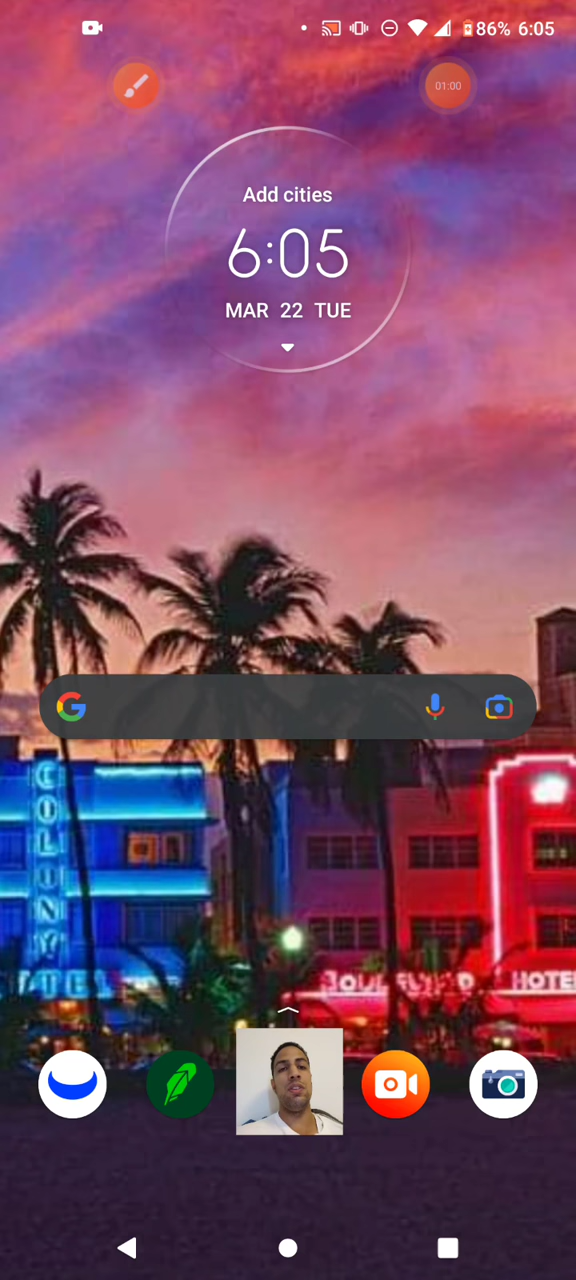 86% 6:05
01:00
Add cities
6:05
MAR 22 TUE
COLONY
HOTEL
BOULEVARD HOTEL